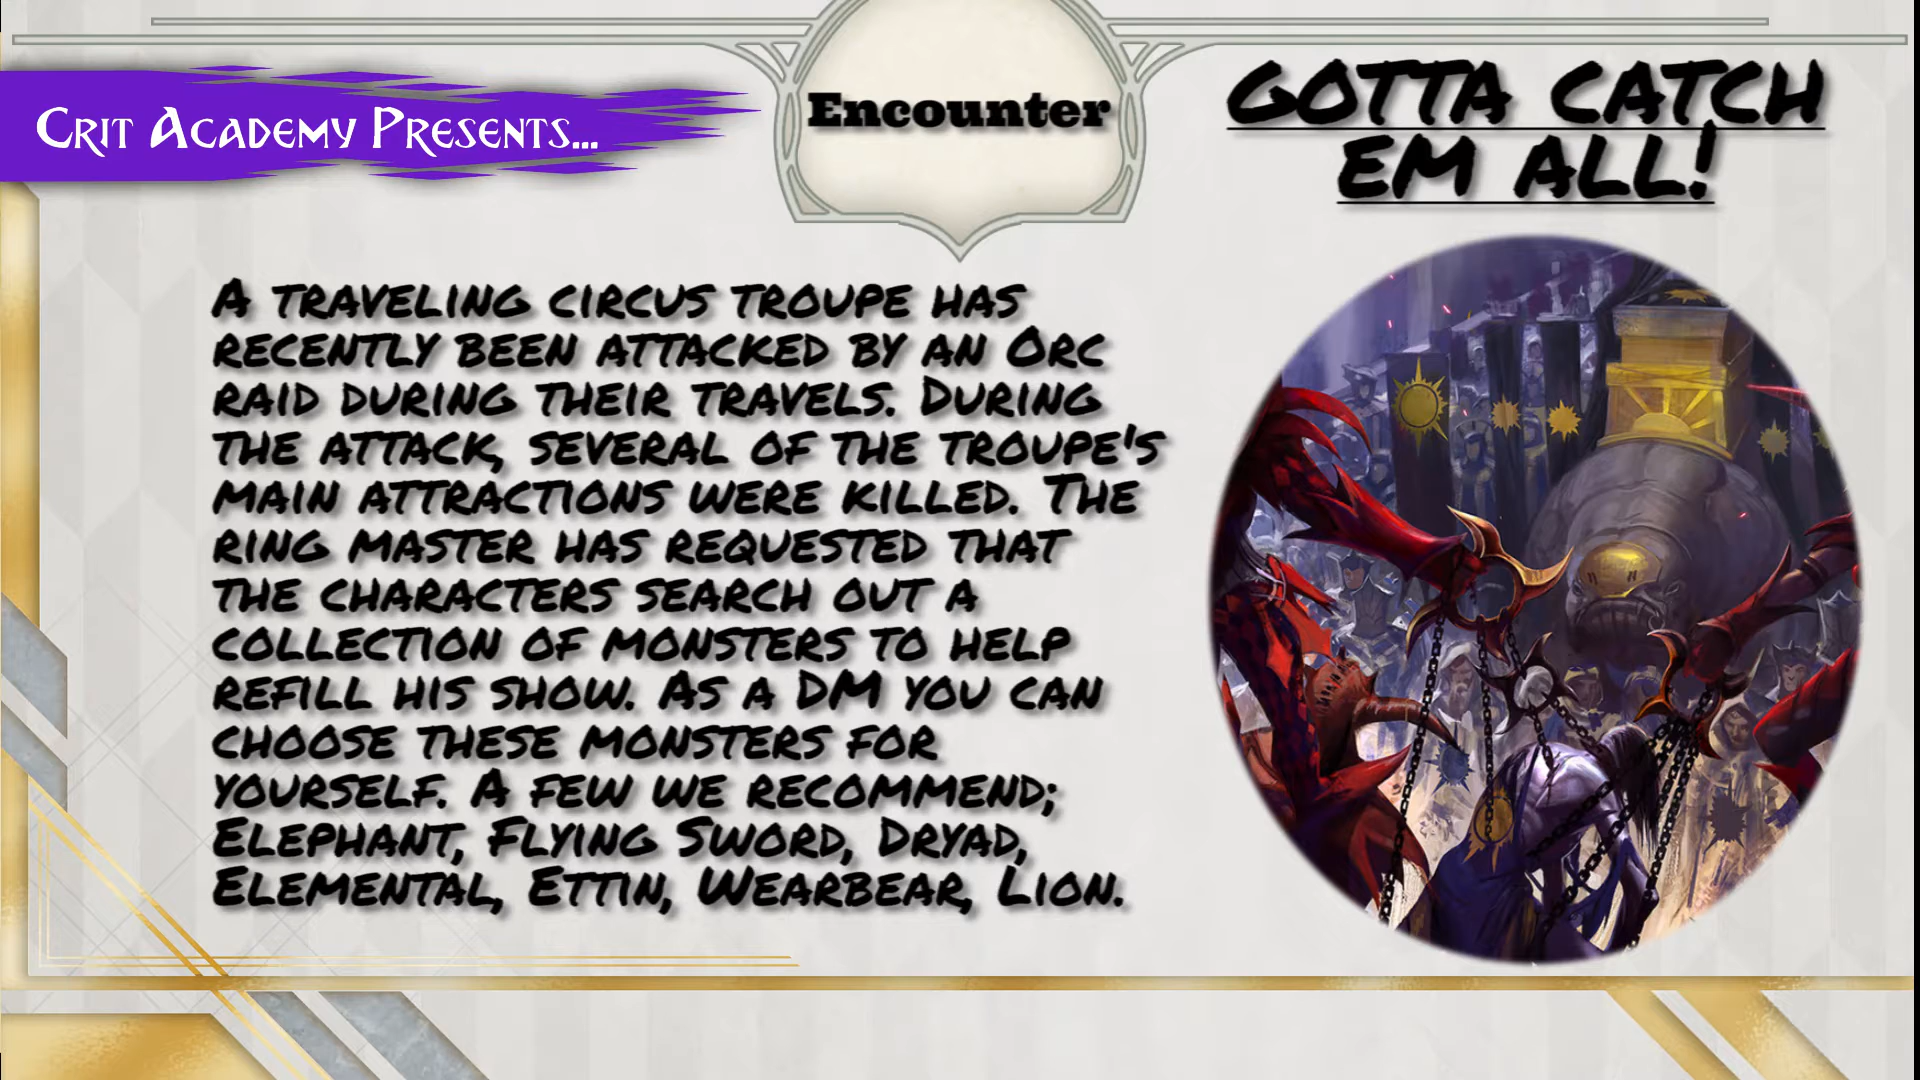 Crit Academy Presents...
Encounter
GOTTA CATCH
EM ALL!
A TRAVELING CIRCUS TROUPE HAS
RECENTLY BEEN ATTACKED BY AN ORC
RAID DURING THEIR TRAVELS. DURING
THE ATTACK, SEVERAL OF THE TROUPE'S
MAIN ATTRACTIONS WERE KILLED. THE
RING MASTER HAS REQUESTED THAT
THE CHARACTERS SEARCH OUT A
COLLECTION OF MONSTERS TO HELP
REFILL HIS SHOW. AS A DM YOU CAN
CHOOSE THESE MONSTERS FOR
YOURSELF. A FEW WE RECOMMEND;
ELEPHANT, FLYING SWORD, DRYAD,
ELEMENTAL, ETTIN, WEARBEAR, LION.